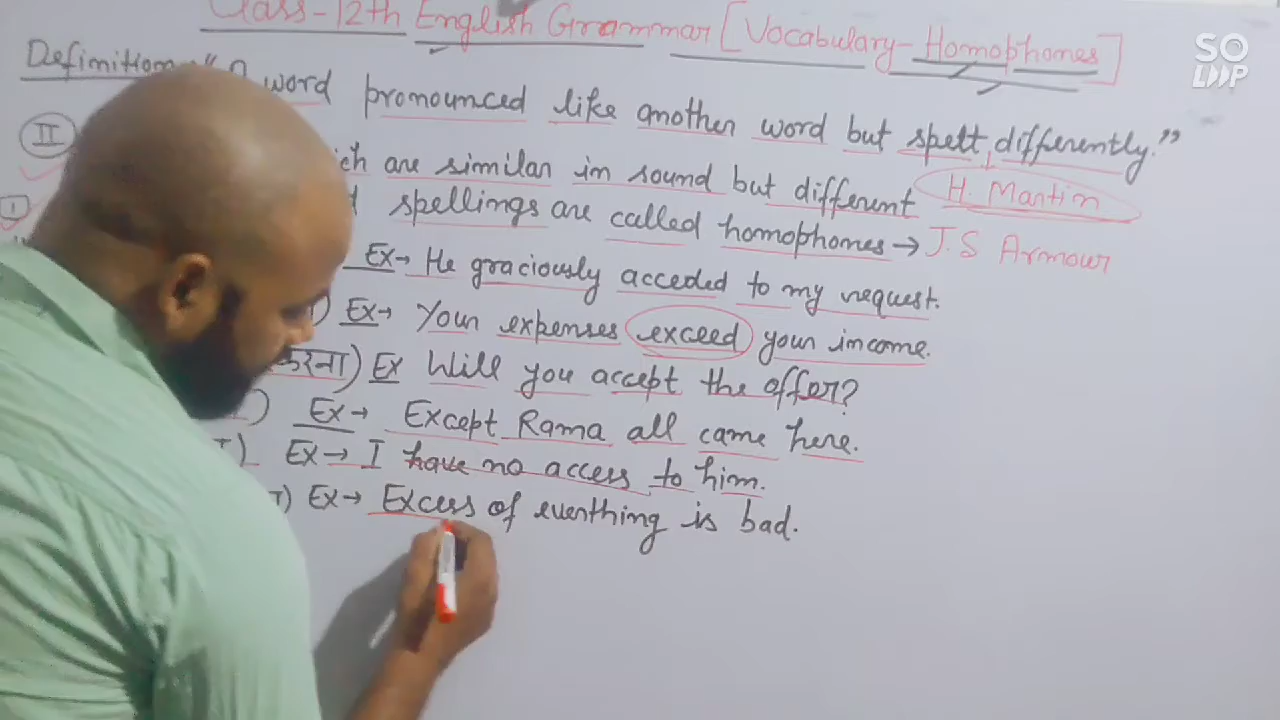 Class-12th English Grammar [Vocabulary-Homophones]
SO LOOP
Definition "A word pronounced like another word but spelt differently."
II are similar in sound but different H. Martin
I spellings are called homophones → J.S Armour
Ex→ He graciously acceded to my request.
) Ex→ Your expenses exceed your income.
करना) Ex Will you accept the offer?
) Ex→ Except Rama all came here.
) Ex→ I have no access to him.
) Ex→ Excess of everthing is bad.